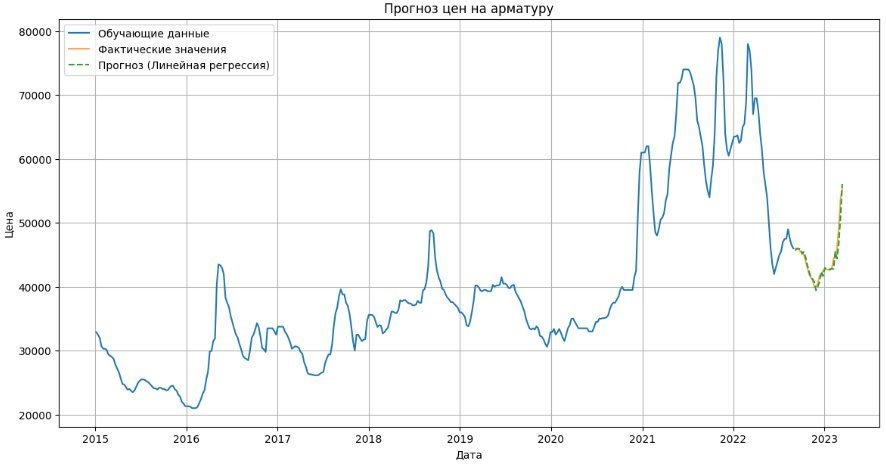 Прогноз цен на арматуру
Обучающие данные
Фактические значения
Прогноз (Линейная регрессия)
80000
70000
60000
50000
40000
30000
20000
Цена
2015 2016 2017 2018 2019 2020 2021 2022 2023
Дата